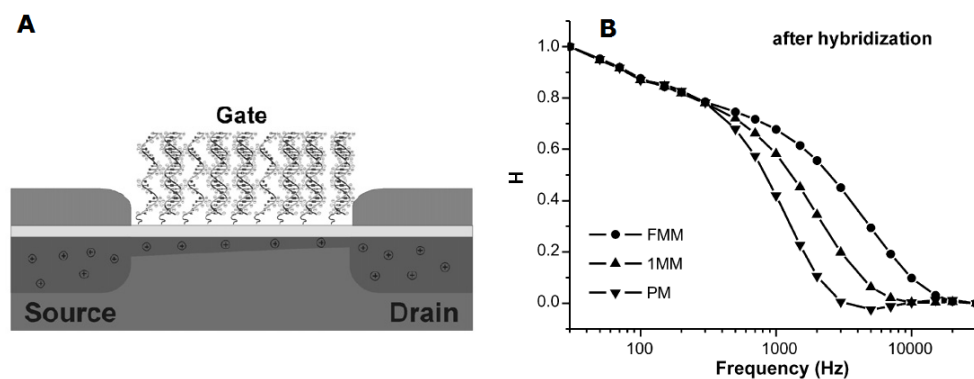 A
Gate
Source
Drain
B
after hybridization
H
1.0
0.8
0.6
0.4
0.2
0.0
FMM
1MM
PM
100
1000
10000
Frequency (Hz)